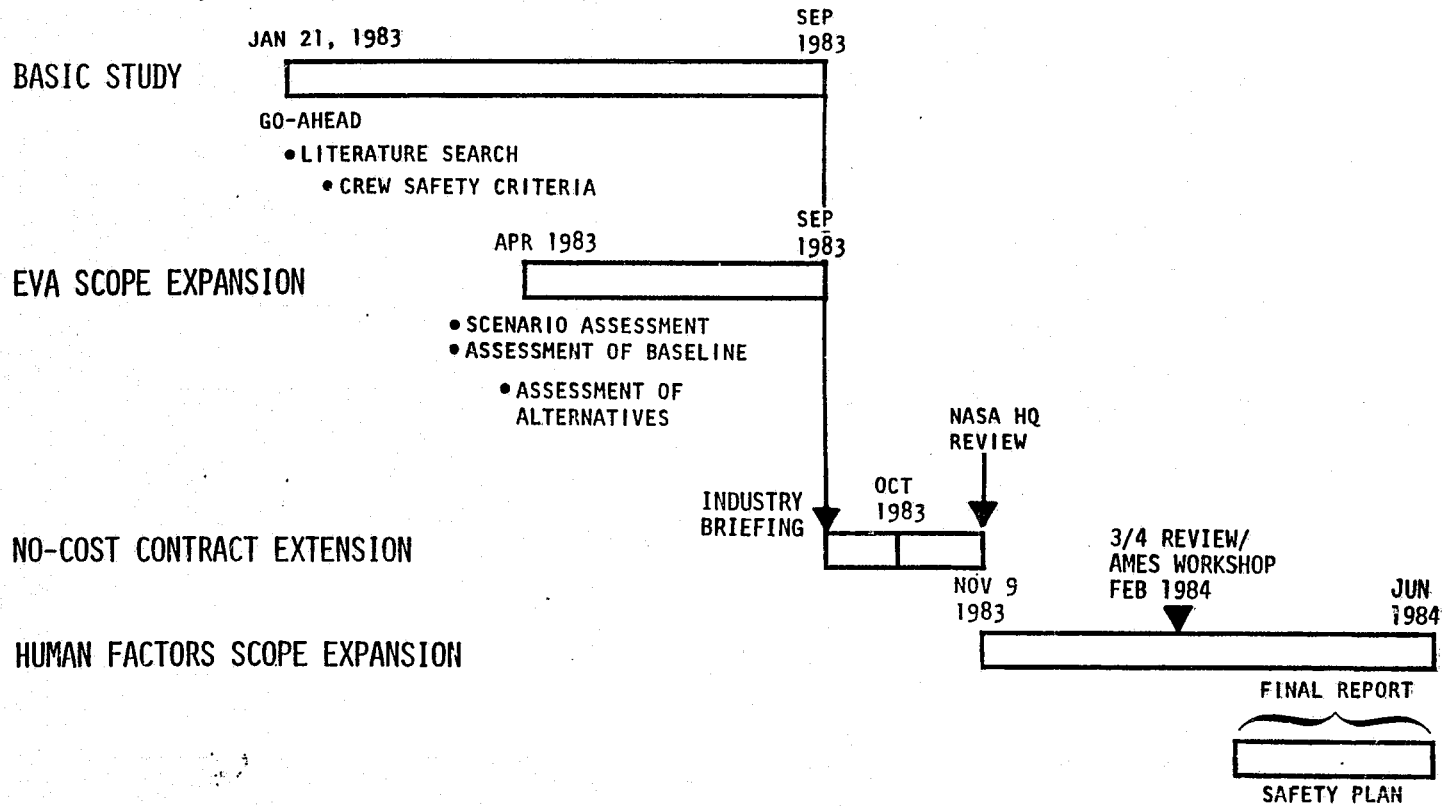 JAN 21, 1983
SEP
1983
BASIC STUDY
GO-AHEAD
• LITERATURE SEARCH
• CREW SAFETY CRITERIA
APR 1983
SEP
1983
EVA SCOPE EXPANSION
• SCENARIO ASSESSMENT
• ASSESSMENT OF BASELINE
• ASSESSMENT OF
ALTERNATIVES
NASA HQ
REVIEW
INDUSTRY
BRIEFING
OCT
1983
NO-COST CONTRACT EXTENSION
NOV 9
1983
3/4 REVIEW/
AMES WORKSHOP
FEB 1984
JUN
1984
HUMAN FACTORS SCOPE EXPANSION
FINAL REPORT
SAFETY PLAN